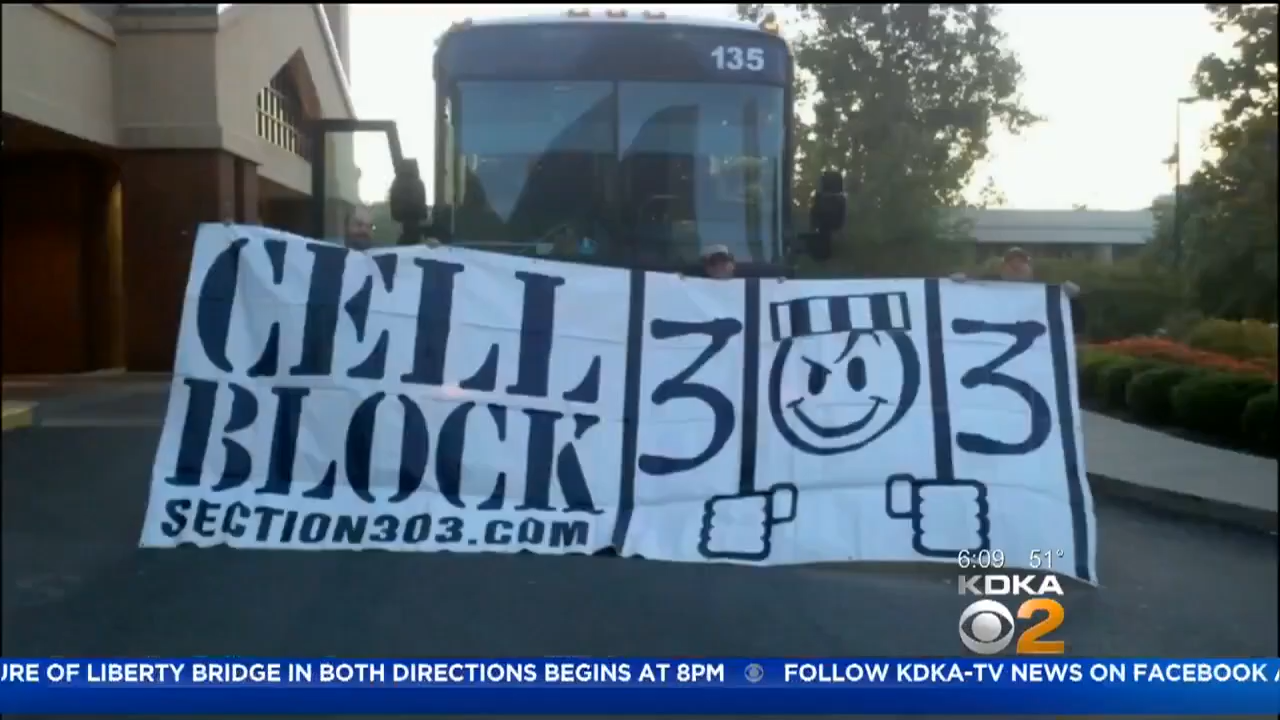 135
CELL
BLOCK
SECTION303.COM
3 3
6:09 51°
KDKA
2
URE OF LIBERTY BRIDGE IN BOTH DIRECTIONS BEGINS AT 8PM FOLLOW KDKA-TV NEWS ON FACEBOOK A